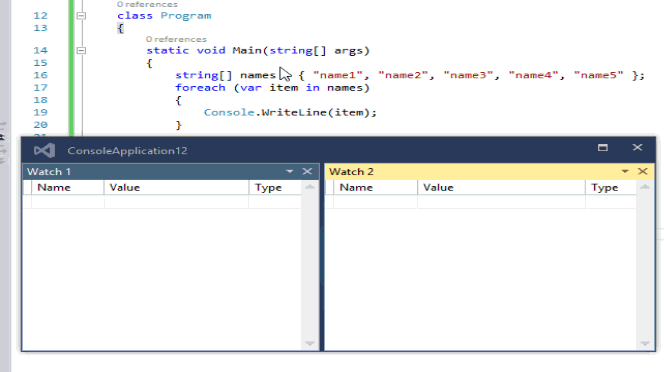 0 references
12 class Program
13 {
0 references
14 static void Main(string[] args)
15 {
16 string[] names { "name1", "name2", "name3", "name4", "name5" };
17 foreach (var item in names)
18 {
19 Console.WriteLine(item);
20 }
ConsoleApplication12
Watch 1
Watch 2
Name Value Type
Name Value Type